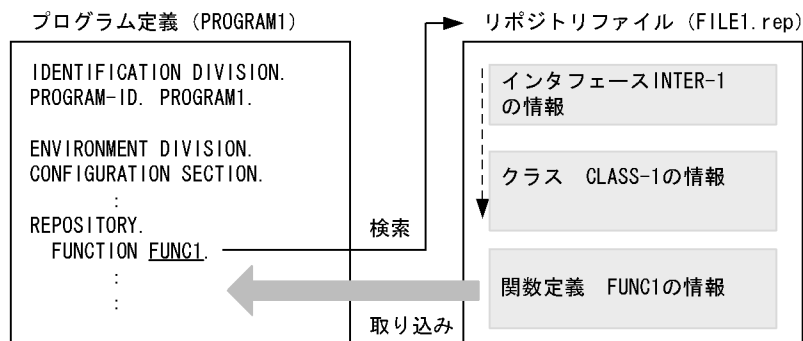 プログラム定義 (PROGRAM1)
IDENTIFICATION DIVISION.
PROGRAM-ID. PROGRAM1.
ENVIRONMENT DIVISION.
CONFIGURATION SECTION.
:
REPOSITORY.
FUNCTION FUNC1.
:
:
検索
取り込み
リポジトリファイル (FILE1.rep)
インタフェースINTER-1
の情報
クラス　CLASS-1の情報
関数定義　FUNC1の情報